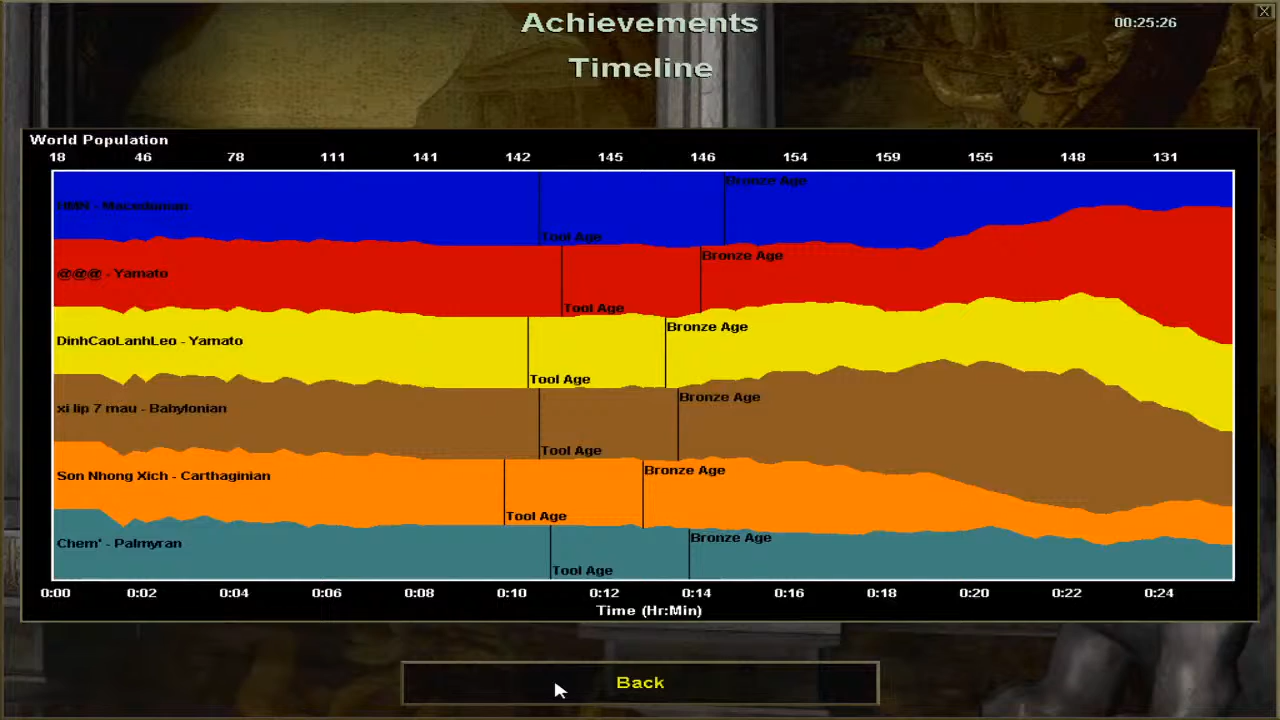 Achievements
00:25:26
Timeline
World Population
18 46 78 111 141 142 145 146 154 159 155 148 131
Bronze Age
HMN - Macedonian
Tool Age
Bronze Age
@@@ - Yamato
Tool Age
Bronze Age
DinhCaoLanhLeo - Yamato
Tool Age
Bronze Age
xi lip 7 mau - Babylonian
Tool Age
Bronze Age
Son Nhong Xich - Carthaginian
Tool Age
Bronze Age
Chem' - Palmyran
Tool Age
0:00 0:02 0:04 0:06 0:08 0:10 0:12 0:14 0:16 0:18 0:20 0:22 0:24
Time (Hr:Min)
Back